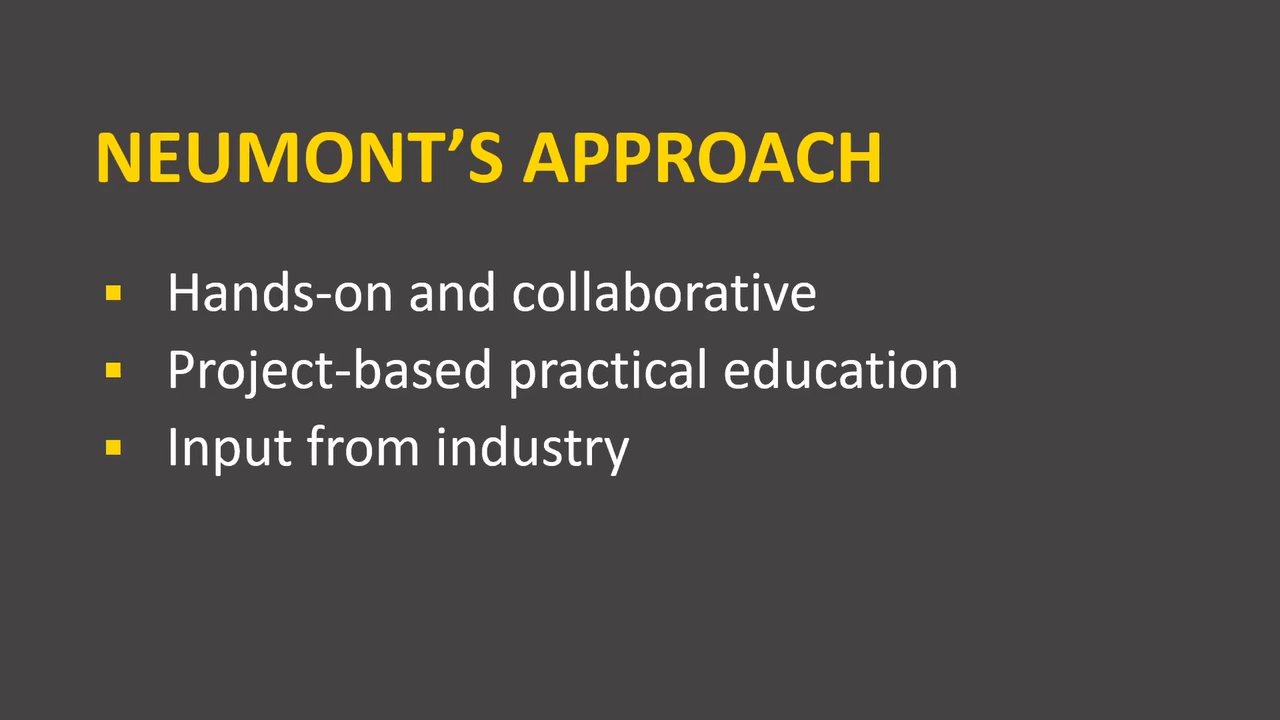 NEUMONT’S APPROACH
▪ Hands-on and collaborative
▪ Project-based practical education
▪ Input from industry